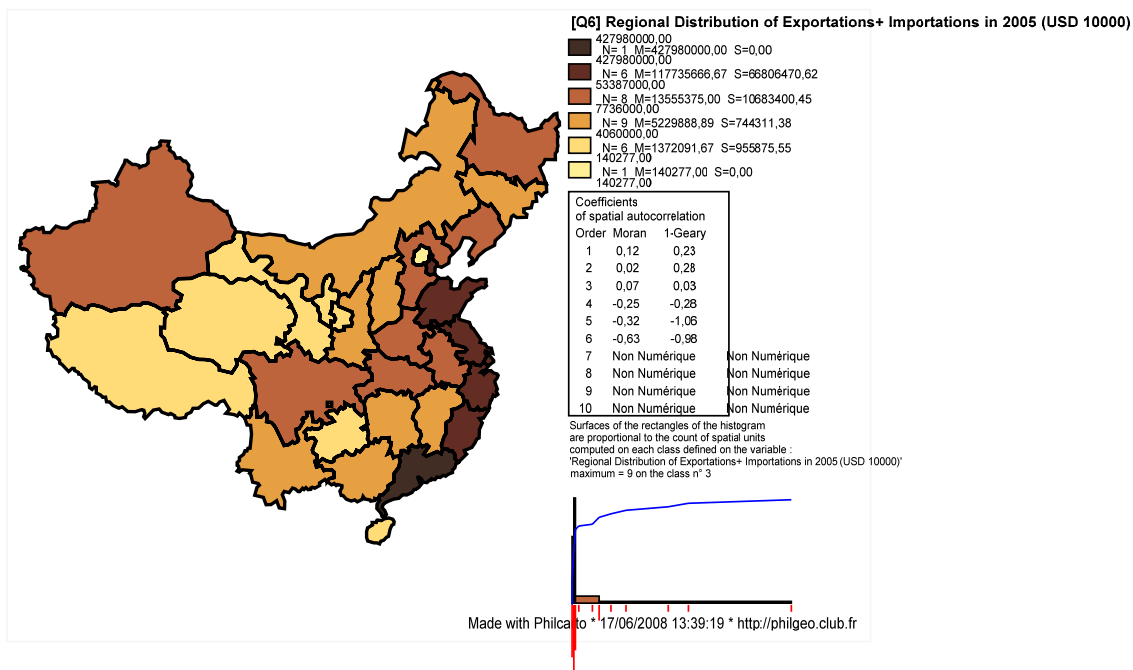 [Q6] Regional Distribution of Exportations+ Importations in 2005 (USD 10000)
427980000,00
N= 1 M=427980000,00 S=0,00
427980000,00
N= 6 M=117735666,67 S=66806470,62
53387000,00
N= 8 M=13555375,00 S=10683400,45
7736000,00
N= 9 M=5229888,89 S=744311,38
4060000,00
N= 6 M=1372091,67 S=955875,55
140277,00
N= 1 M=140277,00 S=0,00
140277,00
Coefficients
of spatial autocorrelation
Order Moran 1-Geary
1 0,12 0,23
2 0,02 0,28
3 0,07 0,03
4 -0,25 -0,28
5 -0,32 -1,06
6 -0,63 -0,98
7 Non Numérique Non Numérique
8 Non Numérique Non Numérique
9 Non Numérique Non Numérique
10 Non Numérique Non Numérique
Surfaces of the rectangles of the histogram
are proportional to the count of spatial units
computed on each class defined on the variable :
'Regional Distribution of Exportations+ Importations in 2005 (USD 10000)'
maximum = 9 on the class n° 3
Made with Philcarto * 17/06/2008 13:39:19 * http://philgeo.club.fr